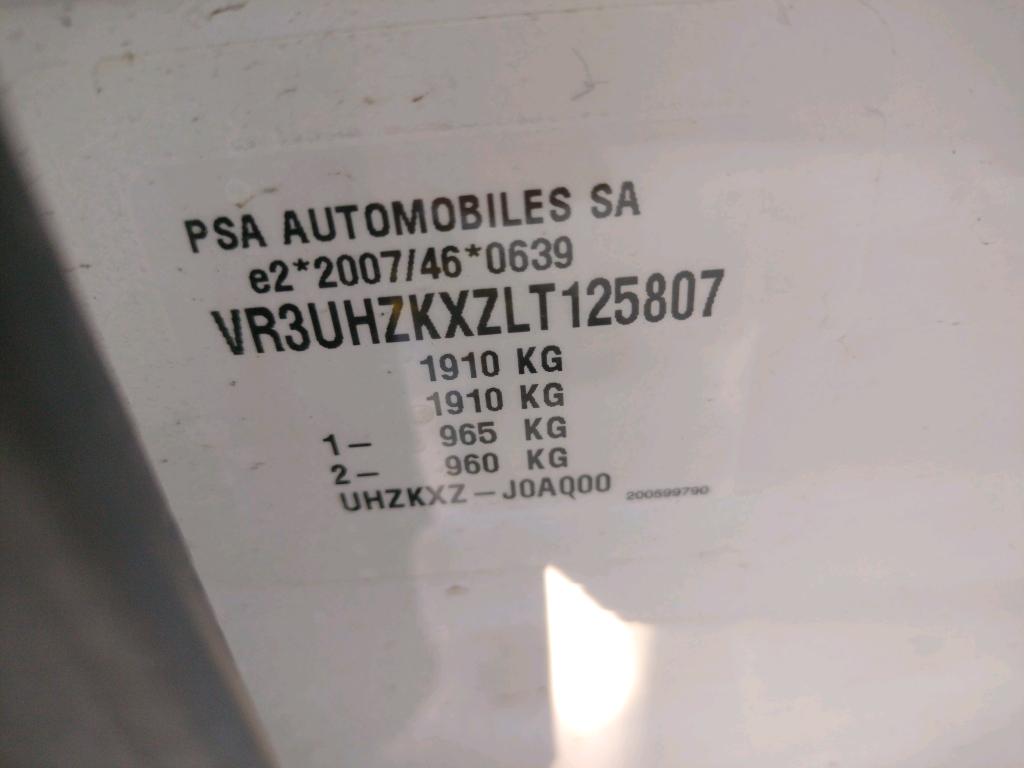 PSA AUTOMOBILES SA
e2*2007/46*0639
VR3UHZKXZLT125807
1910 KG
1910 KG
1- 965 KG
2- 960 KG
UHZKXZ-J0AQ00 200599790